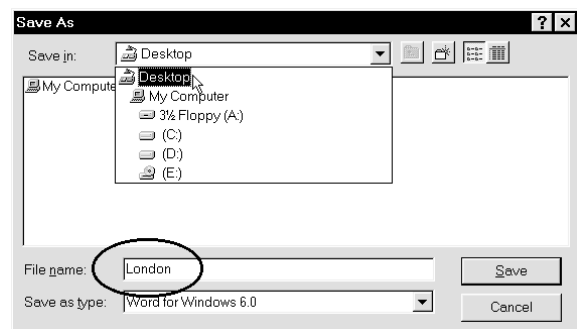 Save As
Save in: Desktop
Desktop
My Compute My Computer
3½ Floppy (A:)
(C:)
(D:)
(E:)
File name: London Save
Save as type: Word for Windows 6.0 Cancel